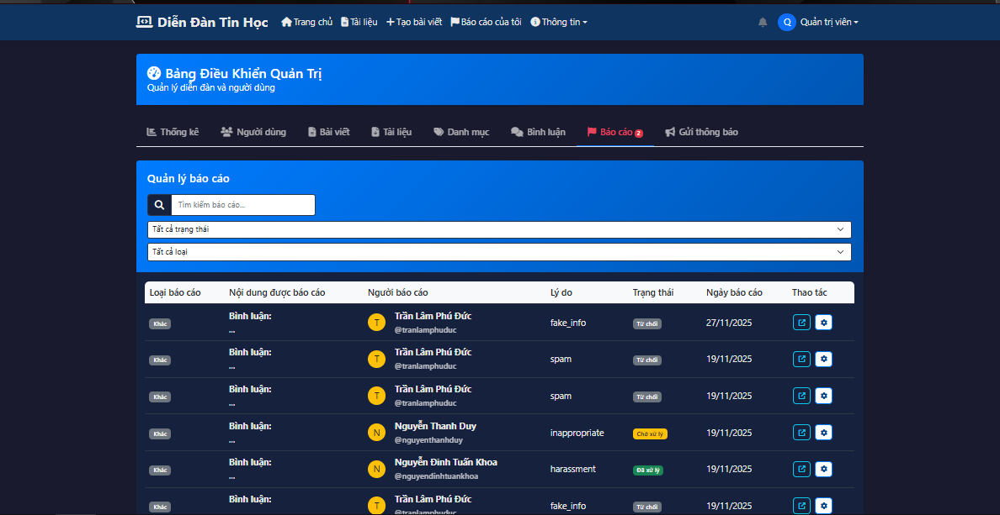 Diễn Đàn Tin Học Trang chủ Tài liệu Tạo bài viết Báo cáo của tôi Thông tin Q Quản trị viên
Bảng Điều Khiển Quản Trị
Quản lý diễn đàn và người dùng
Thống kê Người dùng Bài viết Tài liệu Danh mục Bình luận Báo cáo 2 Gửi thông báo
Quản lý báo cáo
Tìm kiếm báo cáo...
Tất cả trạng thái
Tất cả loại
Loại báo cáo Nội dung được báo cáo Người báo cáo Lý do Trạng thái Ngày báo cáo Thao tác
Khác Bình luận: ... T Trần Lâm Phú Đức @tranlamphuduc fake_info Từ chối 27/11/2025
Khác Bình luận: ... T Trần Lâm Phú Đức @tranlamphuduc spam Từ chối 19/11/2025
Khác Bình luận: ... T Trần Lâm Phú Đức @tranlamphuduc spam Từ chối 19/11/2025
Khác Bình luận: ... N Nguyễn Thanh Duy @nguyenthanhduy inappropriate Chờ xử lý 19/11/2025
Khác Bình luận: ... N Nguyễn Đinh Tuấn Khoa @nguyendinhtuankhoa harassment Đã xử lý 19/11/2025
Khác Bình luận: T Trần Lâm Phú Đức @tranlamphuduc fake_info Từ chối 19/11/2025